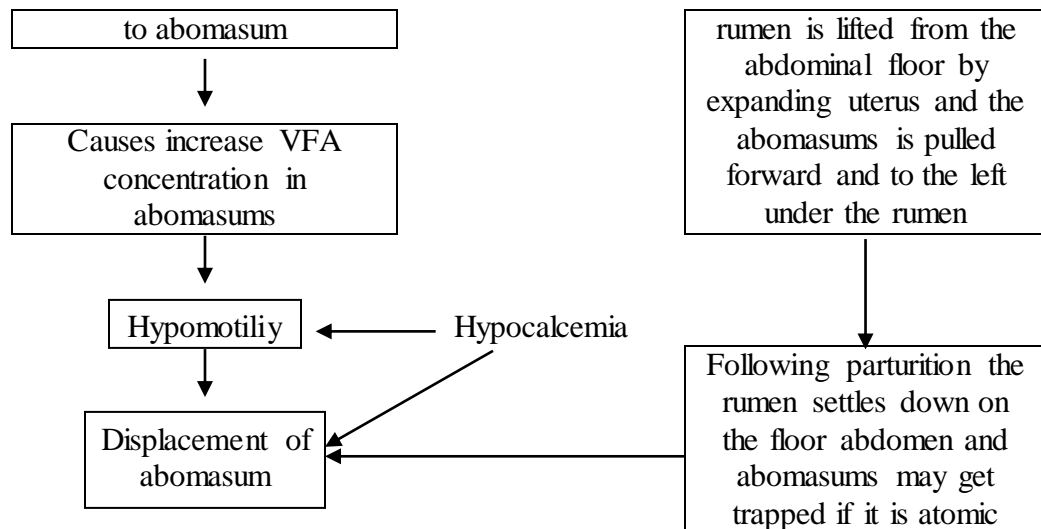 to abomasum
Causes increase VFA
concentration in
abomasums
Hypomotiliy
Hypocalcemia
Displacement of
abomasum
rumen is lifted from the
abdominal floor by
expanding uterus and the
abomasums is pulled
forward and to the left
under the rumen
Following parturition the
rumen settles down on
the floor abdomen and
abomasums may get
trapped if it is atomic